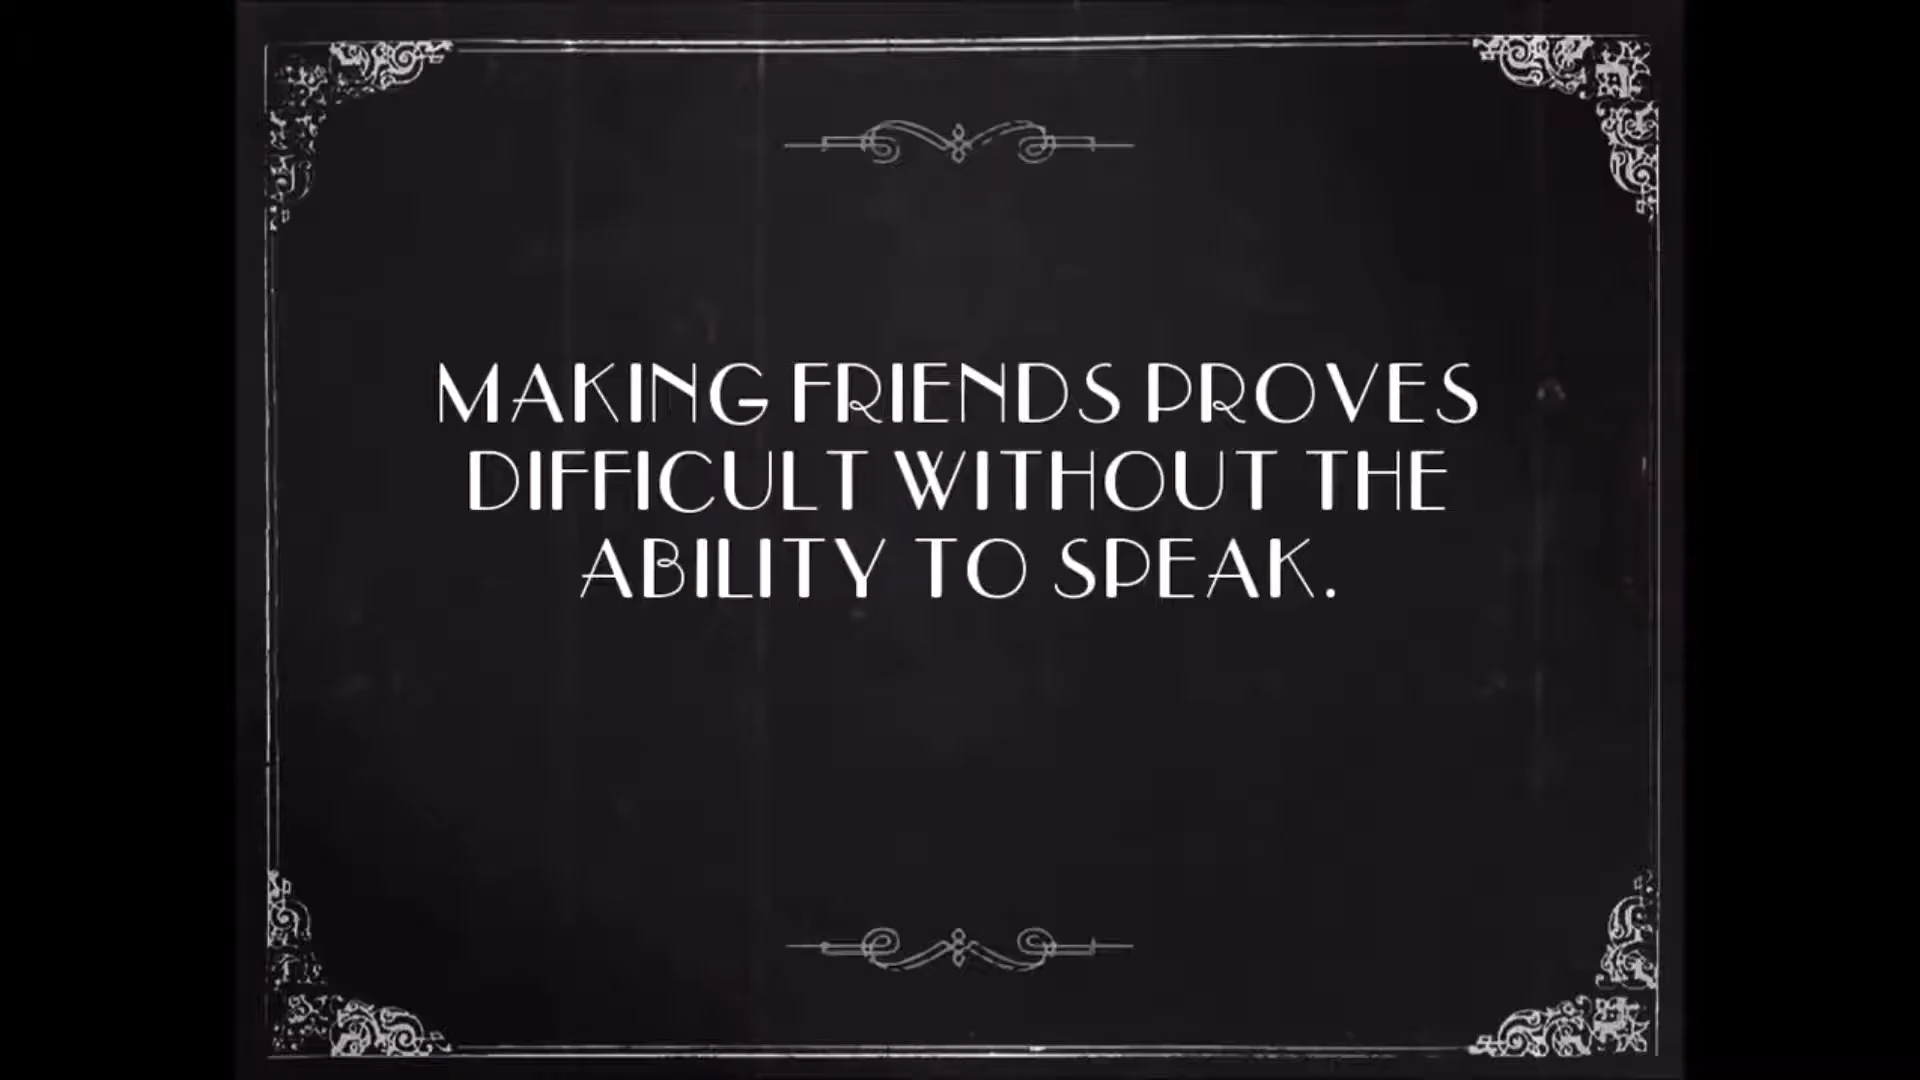 MAKING FRIENDS PROVES
DIFFICULT WITHOUT THE
ABILITY TO SPEAK.